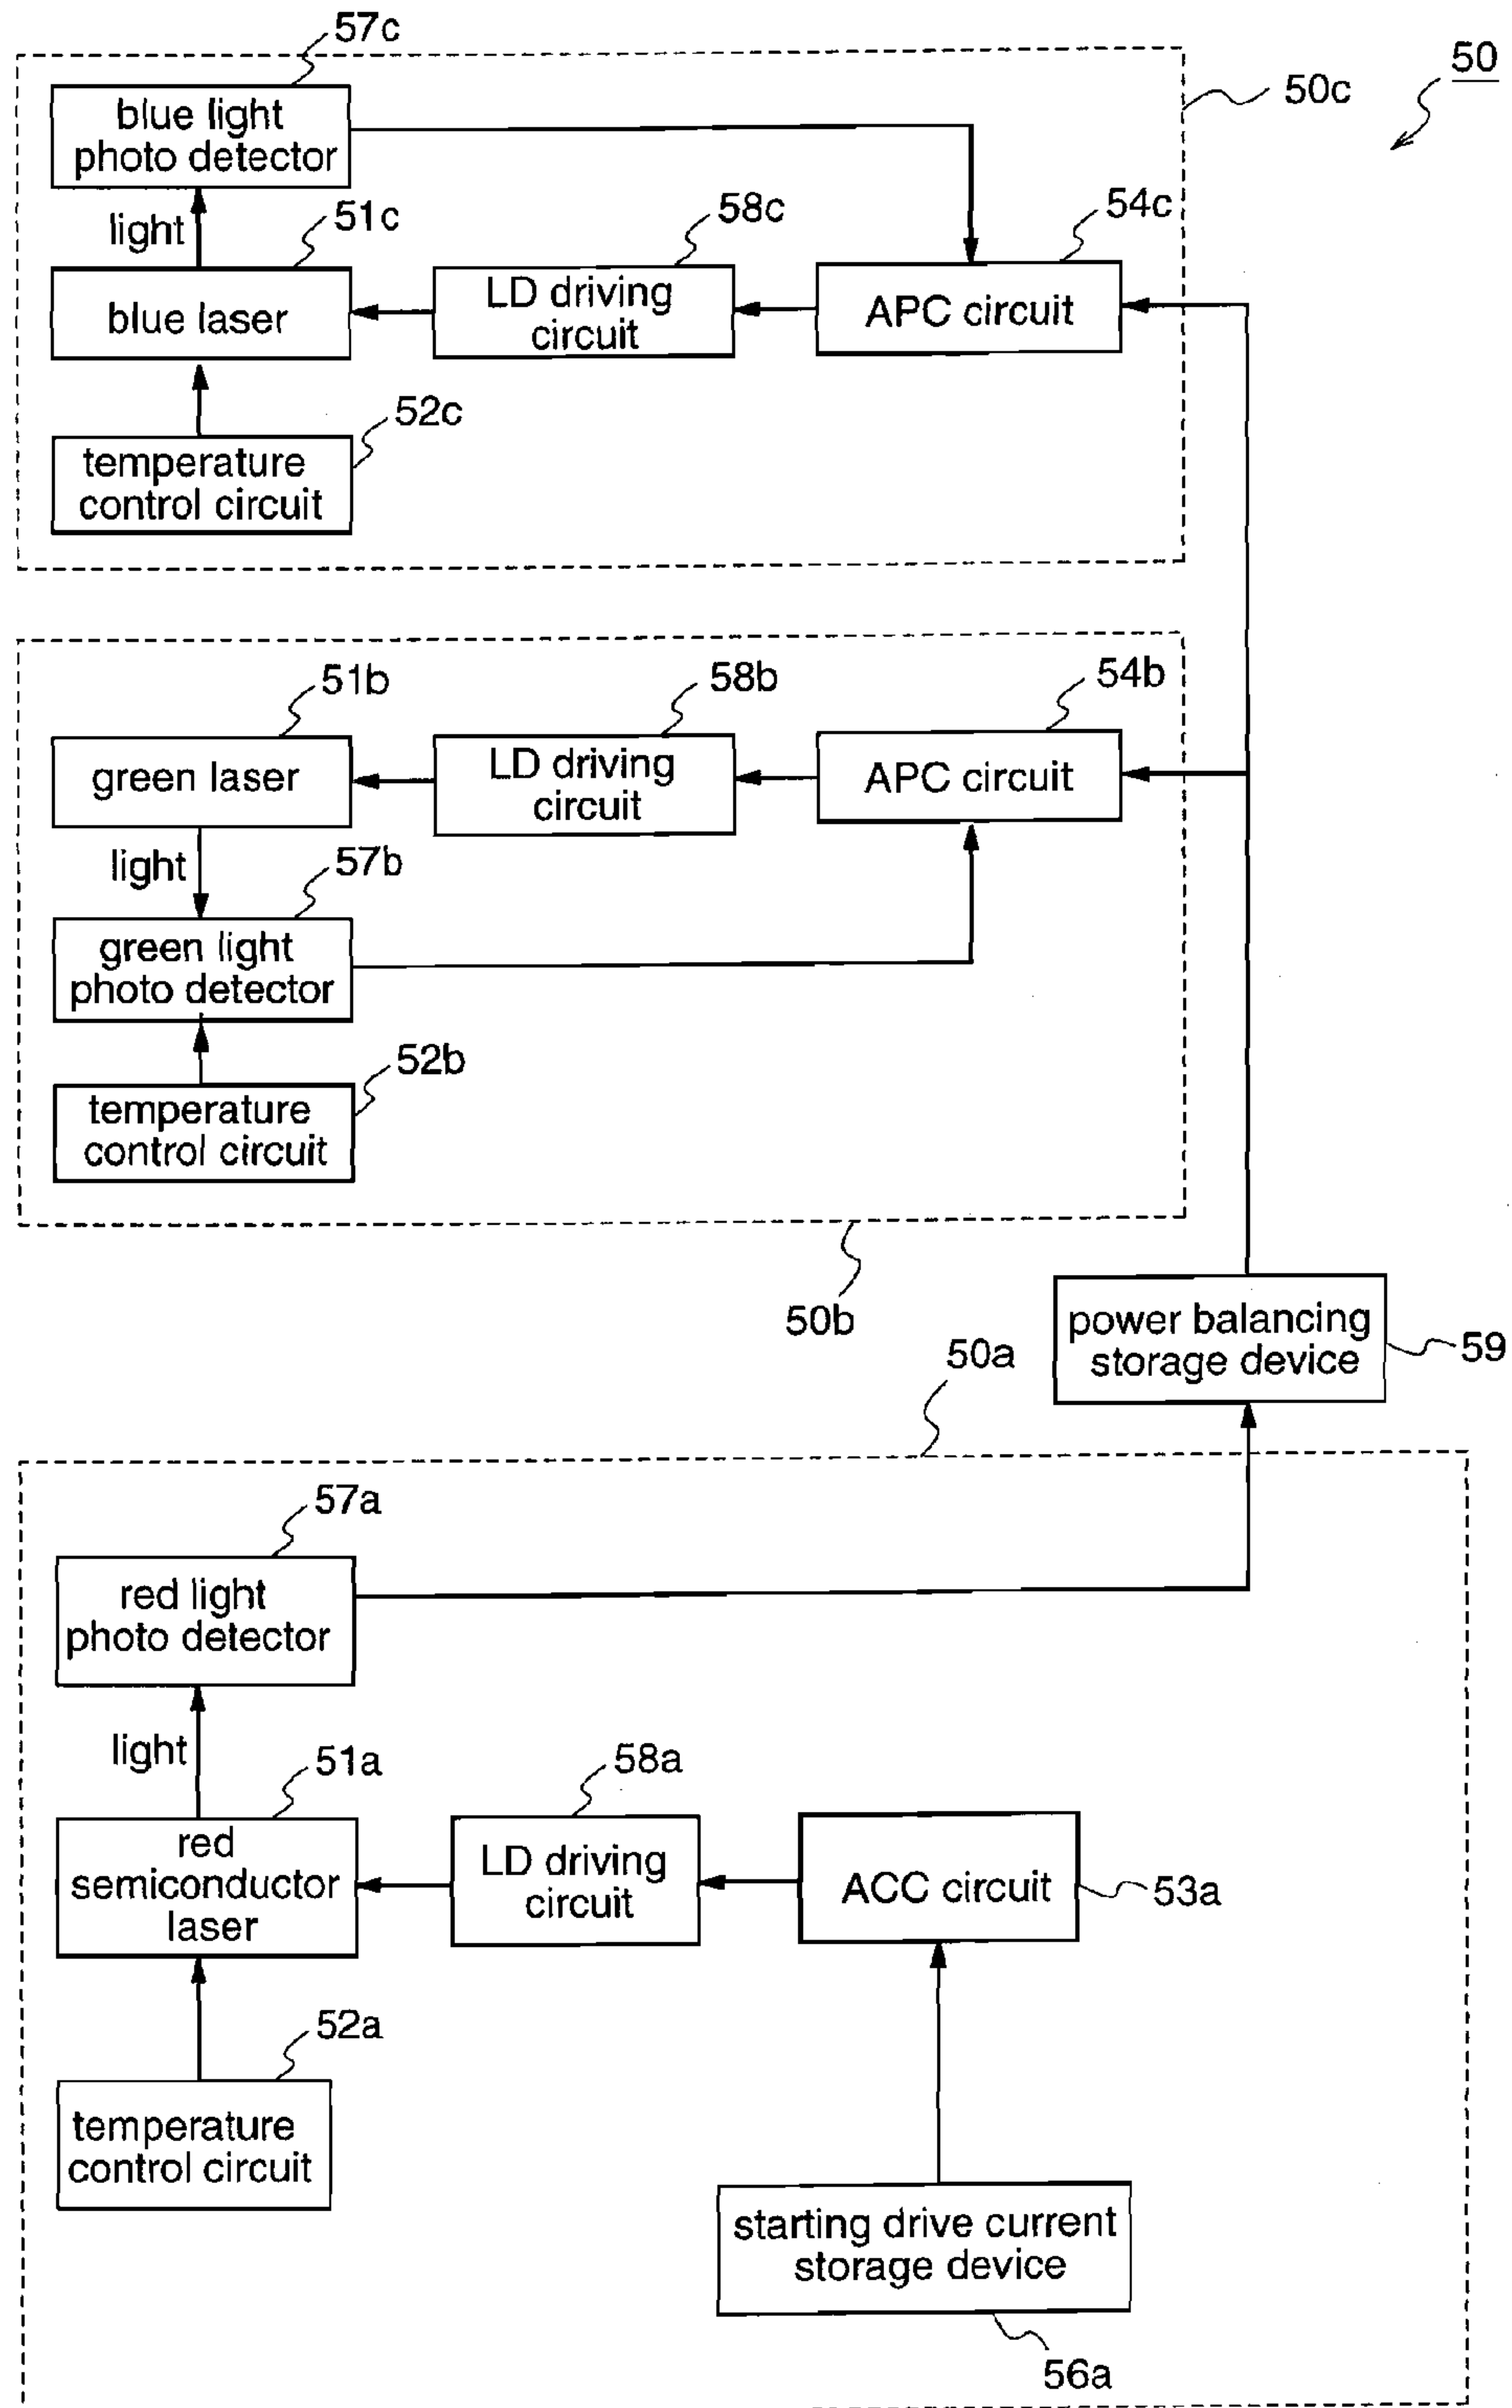 57c
50
50c
blue light
photo detector
light
51c
58c
54c
blue laser
LD driving
circuit
APC circuit
52c
temperature
control circuit
51b
58b
54b
green laser
LD driving
circuit
APC circuit
light
57b
green light
photo detector
52b
temperature
control circuit
50b
power balancing
storage device
59
50a
57a
red light
photo detector
light
51a
58a
red
semiconductor
laser
LD driving
circuit
ACC circuit
53a
52a
temperature
control circuit
starting drive current
storage device
56a